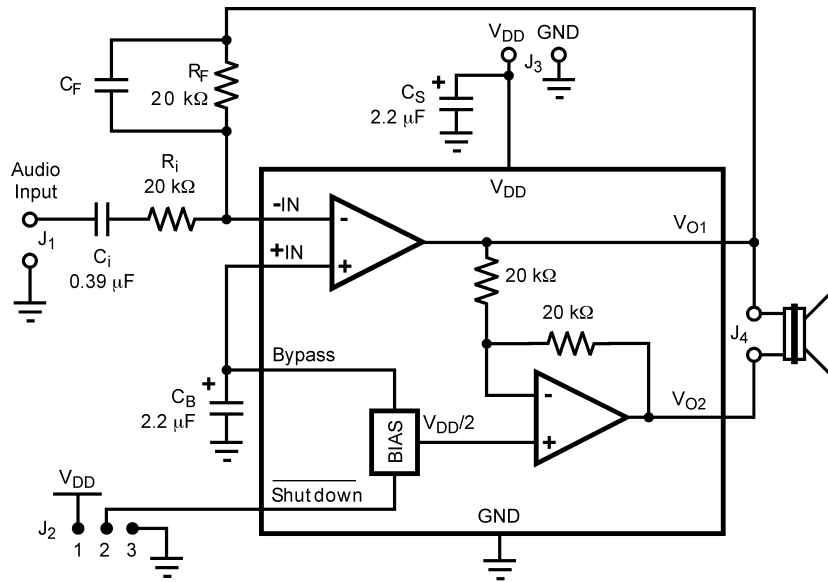 V_DD GND
J_3
C_F
R_F
20 kΩ
+
C_S
2.2 μF
Audio
Input
R_i
20 kΩ
V_DD
J_1
C_i
0.39 μF
-IN
-
+IN
+
V_O1
20 kΩ
20 kΩ
J_4
Bypass
+
C_B
2.2 μF
BIAS
V_DD/2
-
+
V_O2
V_DD
Shutdown
J_2
1 2 3
GND